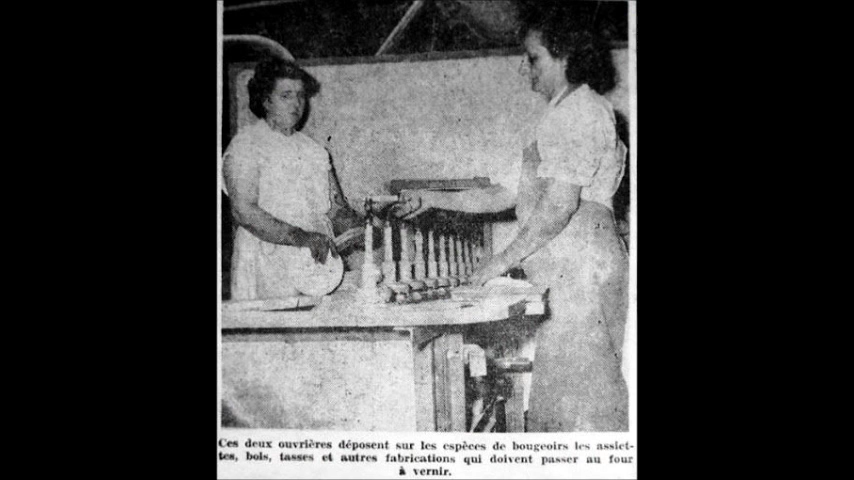 Ces deux ouvrières déposent sur les espèces de bougeoirs les assiet-
tes, bols, tasses et autres fabrications qui doivent passer au four
à vernir.